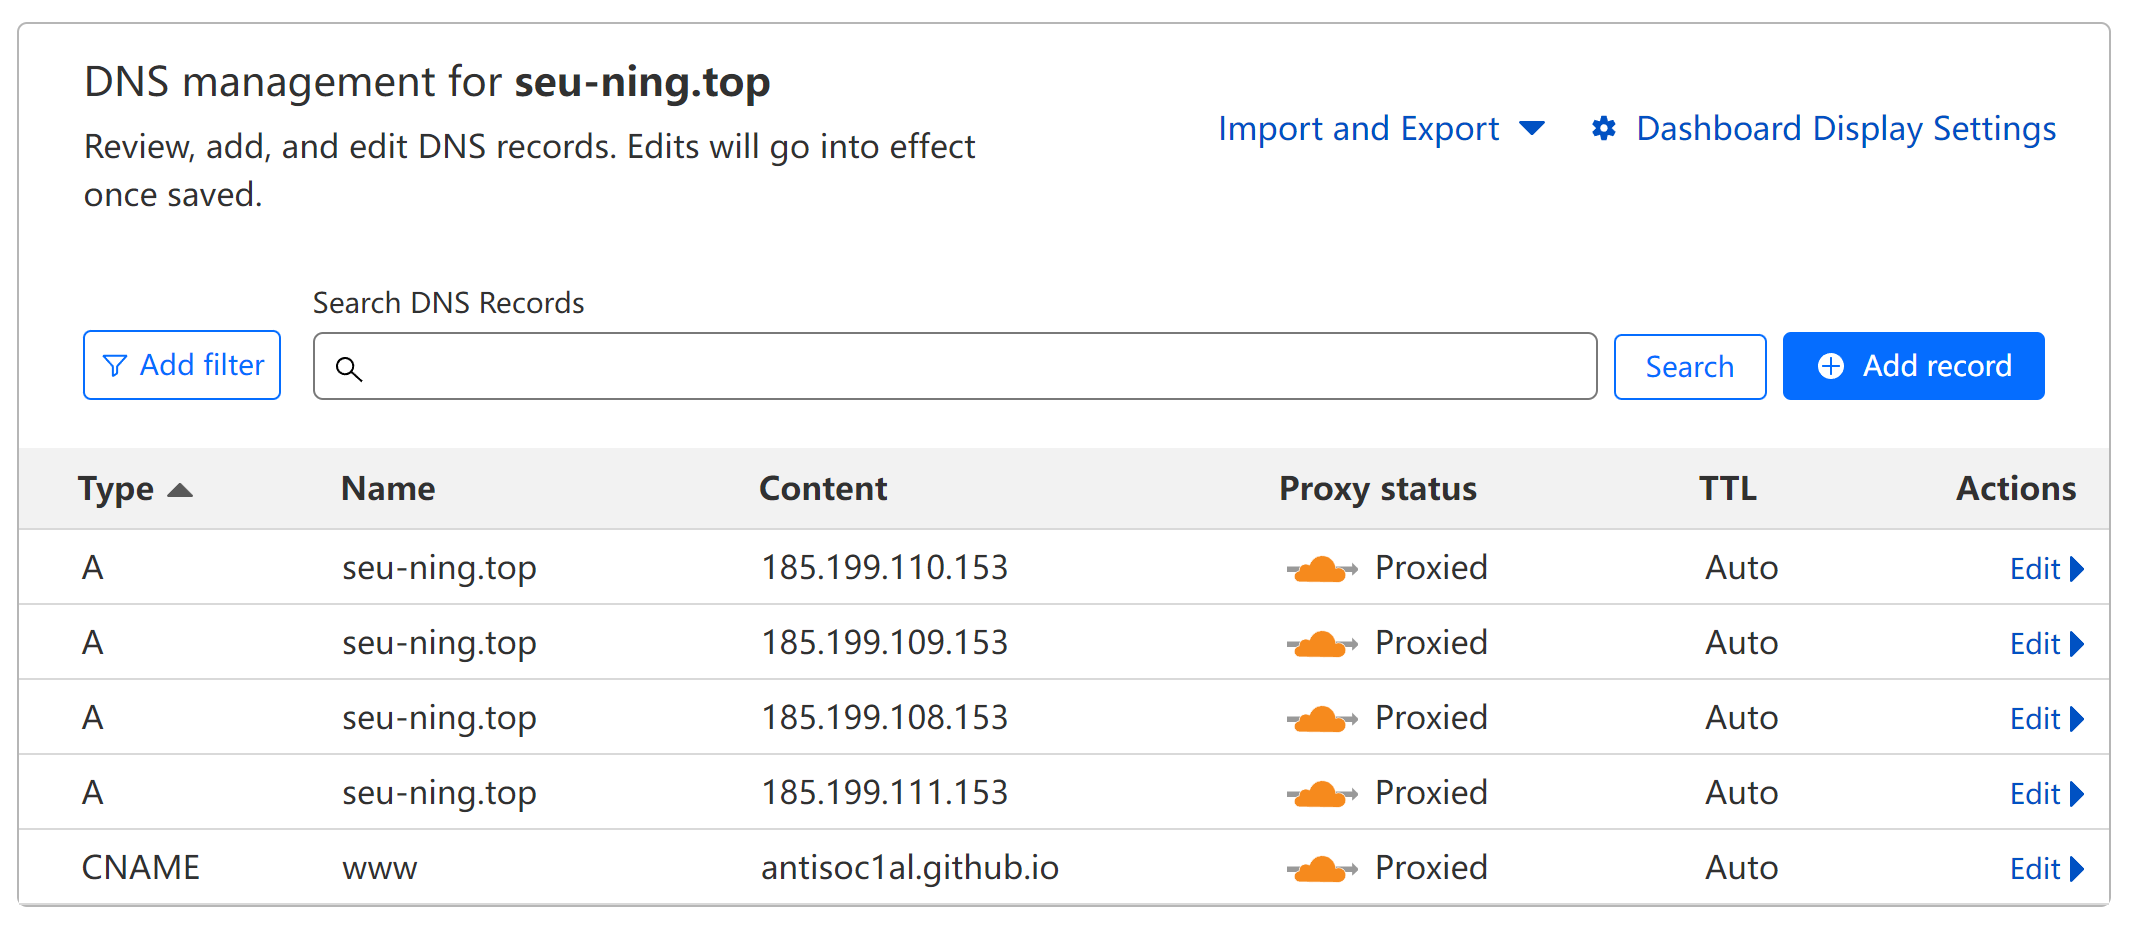 DNS management for seu-ning.top
Review, add, and edit DNS records. Edits will go into effect
once saved.
Import and Export
Dashboard Display Settings
Search DNS Records
Add filter
Search
Add record
Type Name Content Proxy status TTL Actions
A seu-ning.top 185.199.110.153 Proxied Auto Edit
A seu-ning.top 185.199.109.153 Proxied Auto Edit
A seu-ning.top 185.199.108.153 Proxied Auto Edit
A seu-ning.top 185.199.111.153 Proxied Auto Edit
CNAME www antisoc1al.github.io Proxied Auto Edit